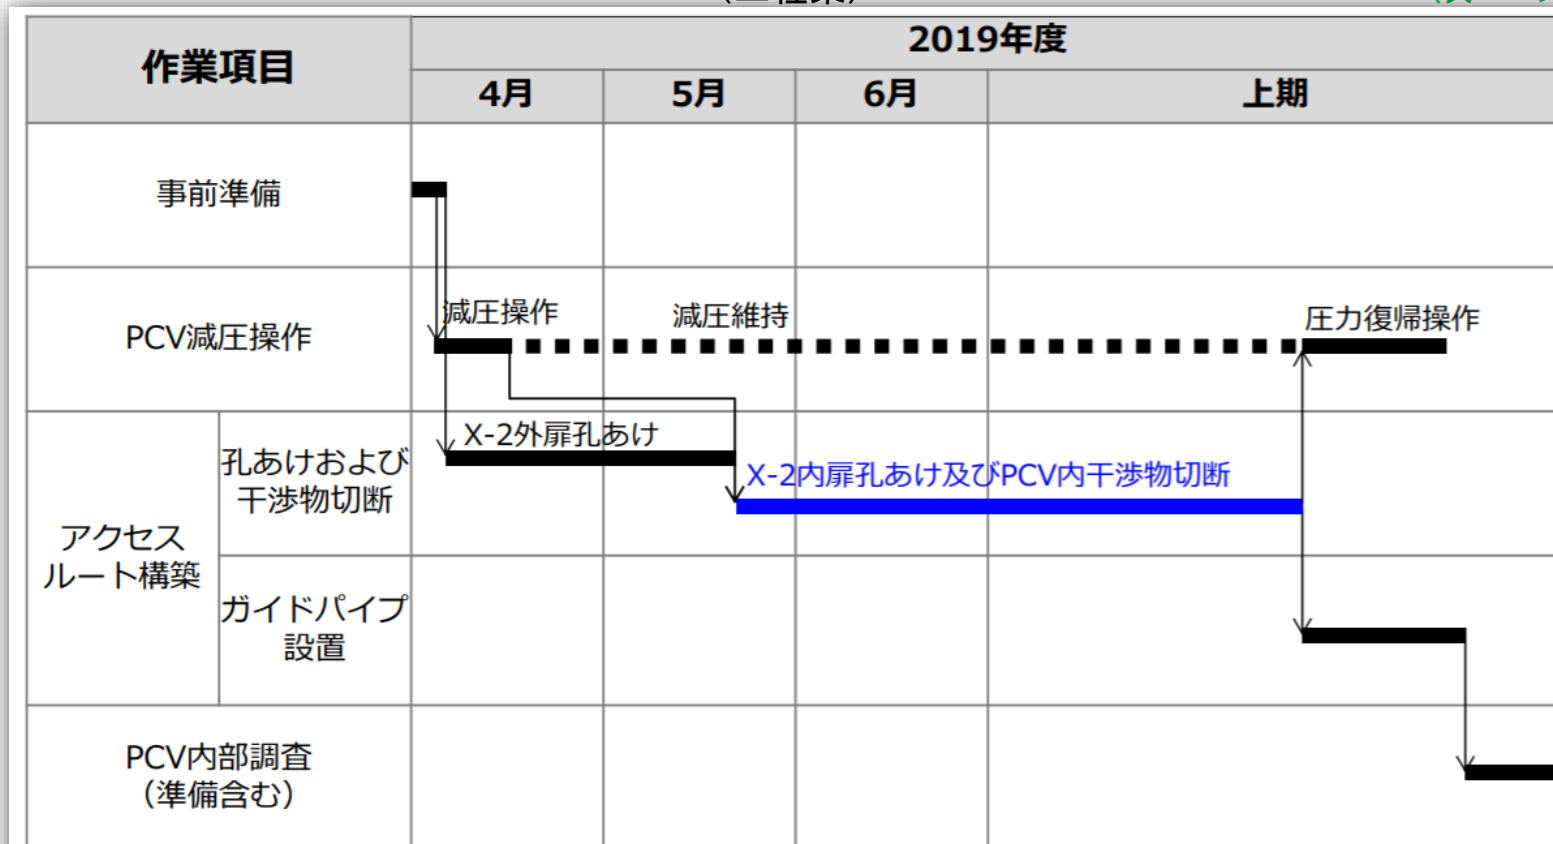 作業項目
2019年度
4月
5月
6月
上期
事前準備
PCV減圧操作
減圧操作
減圧維持
圧力復帰操作
アクセス
ルート構築
孔あけおよび
干渉物切断
X-2外扉孔あけ
X-2内扉孔あけ及びPCV内干渉物切断
ガイドパイプ
設置
PCV内部調査
（準備含む）